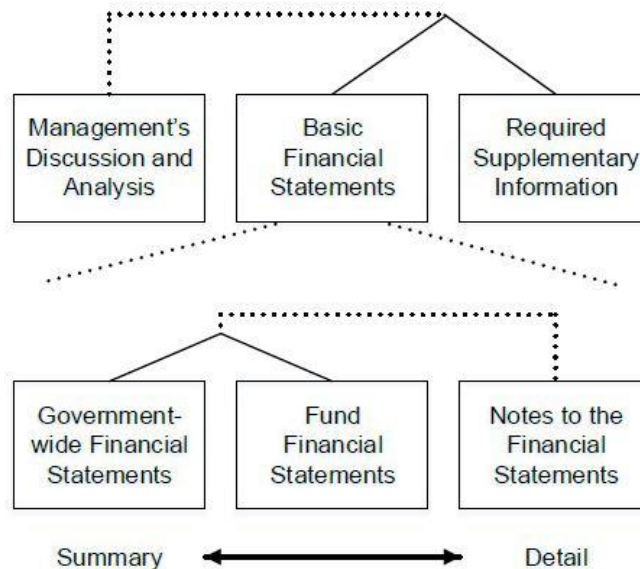 Management's
Discussion and
Analysis
Basic
Financial
Statements
Required
Supplementary
Information
Government-
wide Financial
Statements
Fund
Financial
Statements
Notes to the
Financial
Statements
Summary
Detail